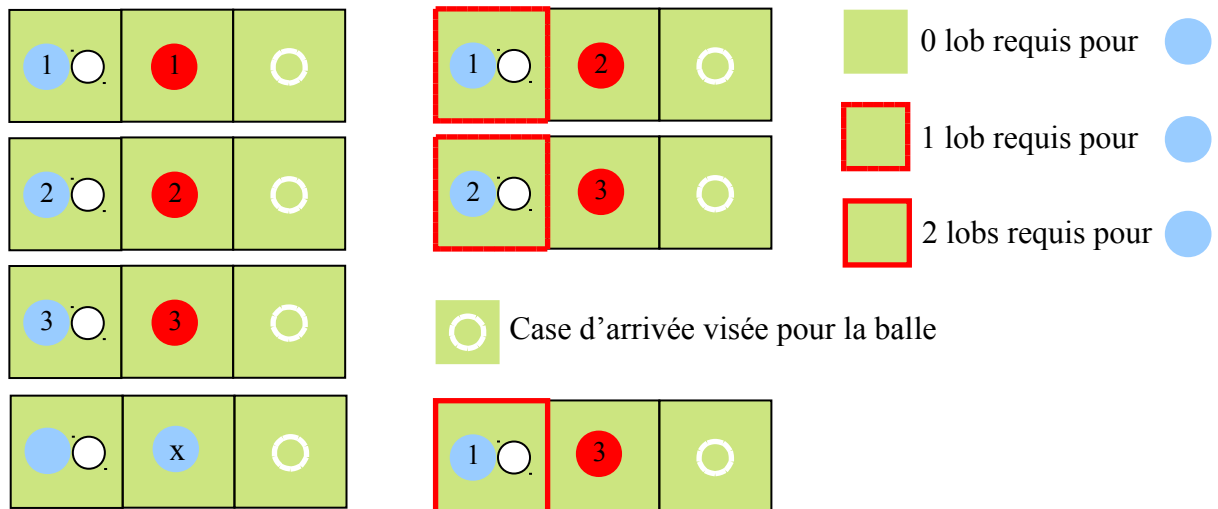 1 1
1 2
0 lob requis pour
1 lob requis pour
2 2
2 3
2 lobs requis pour
3 3
Case d’arrivée visée pour la balle
x
1 3